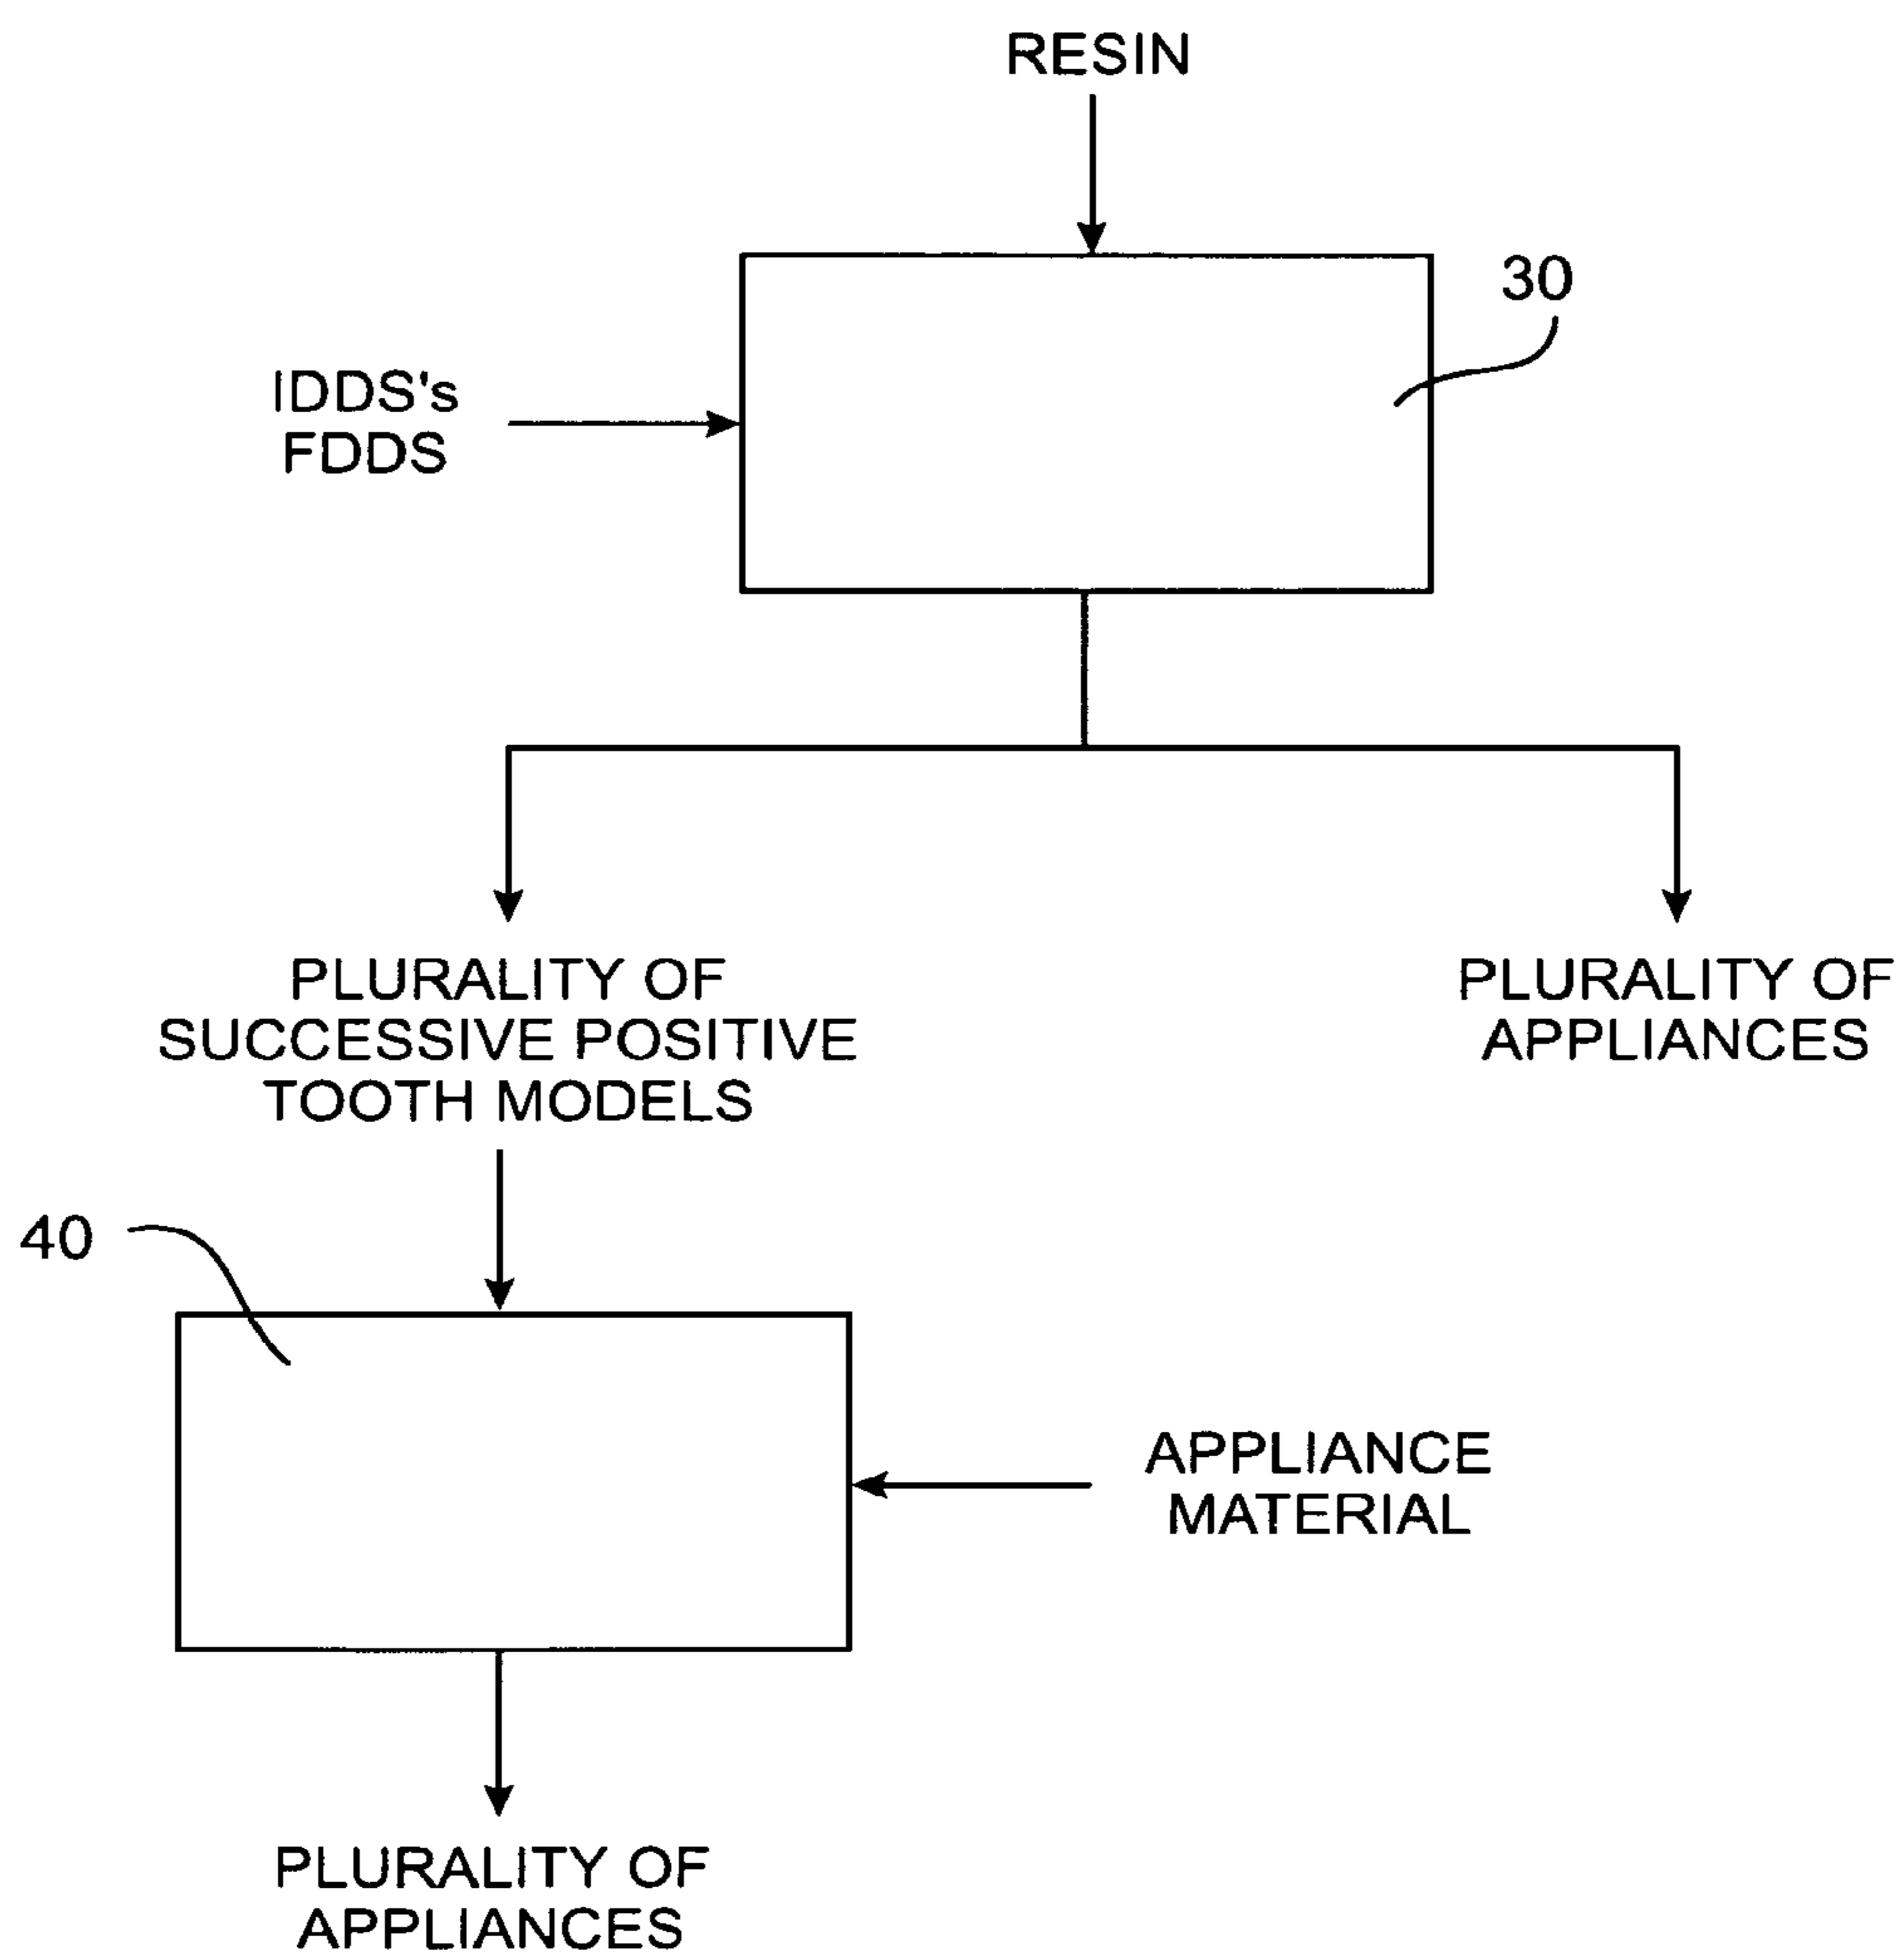 RESIN
30
IDDS's
FDDS
PLURALITY OF
SUCCESSIVE POSITIVE
TOOTH MODELS
PLURALITY OF
APPLIANCES
40
APPLIANCE
MATERIAL
PLURALITY OF
APPLIANCES